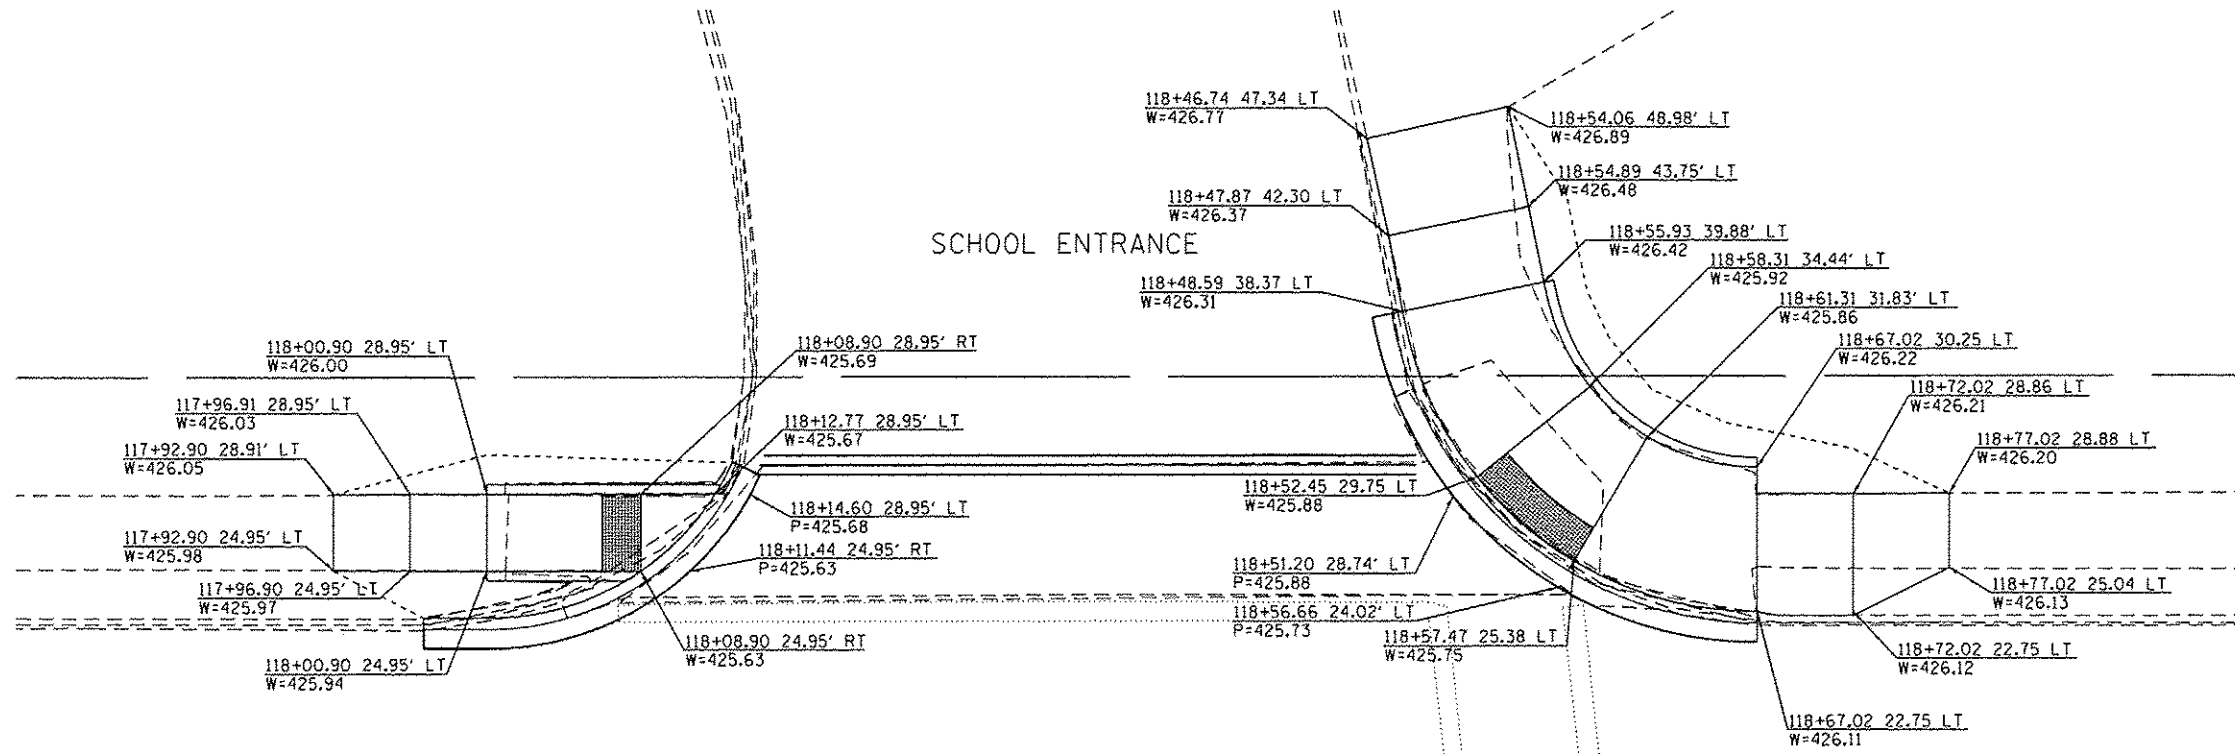 118+46.74 47.34 LT
W=426.77
118+54.06 48.98' LT
W=426.89
118+54.89 43.75' LT
W=426.48
118+47.87 42.30 LT
W=426.37
SCHOOL ENTRANCE
118+55.93 39.88' LT
W=426.42
118+58.31 34.44' LT
W=425.92
118+48.59 38.37 LT
W=426.31
118+61.31 31.83' LT
W=425.86
118+00.90 28.95' LT
W=426.00
118+08.90 28.95' RT
W=425.69
118+67.02 30.25 LT
W=426.22
117+96.91 28.95' LT
W=426.03
118+12.77 28.95' LT
W=425.67
118+72.02 28.86 LT
W=426.21
117+92.90 28.91' LT
W=426.05
118+77.02 28.88 LT
W=426.20
118+52.45 29.75 LT
W=425.88
118+14.60 28.95' LT
P=425.68
117+92.90 24.95' LT
W=425.98
118+11.44 24.95' RT
P=425.63
118+51.20 28.74' LT
P=425.88
117+96.90 24.95' LT
W=425.97
118+77.02 25.04 LT
W=426.13
118+56.66 24.02' LT
P=425.73
118+57.47 25.38 LT
W=425.75
118+08.90 24.95' RT
W=425.63
118+00.90 24.95' LT
W=425.94
118+72.02 22.75 LT
W=426.12
118+67.02 22.75 LT
W=426.11